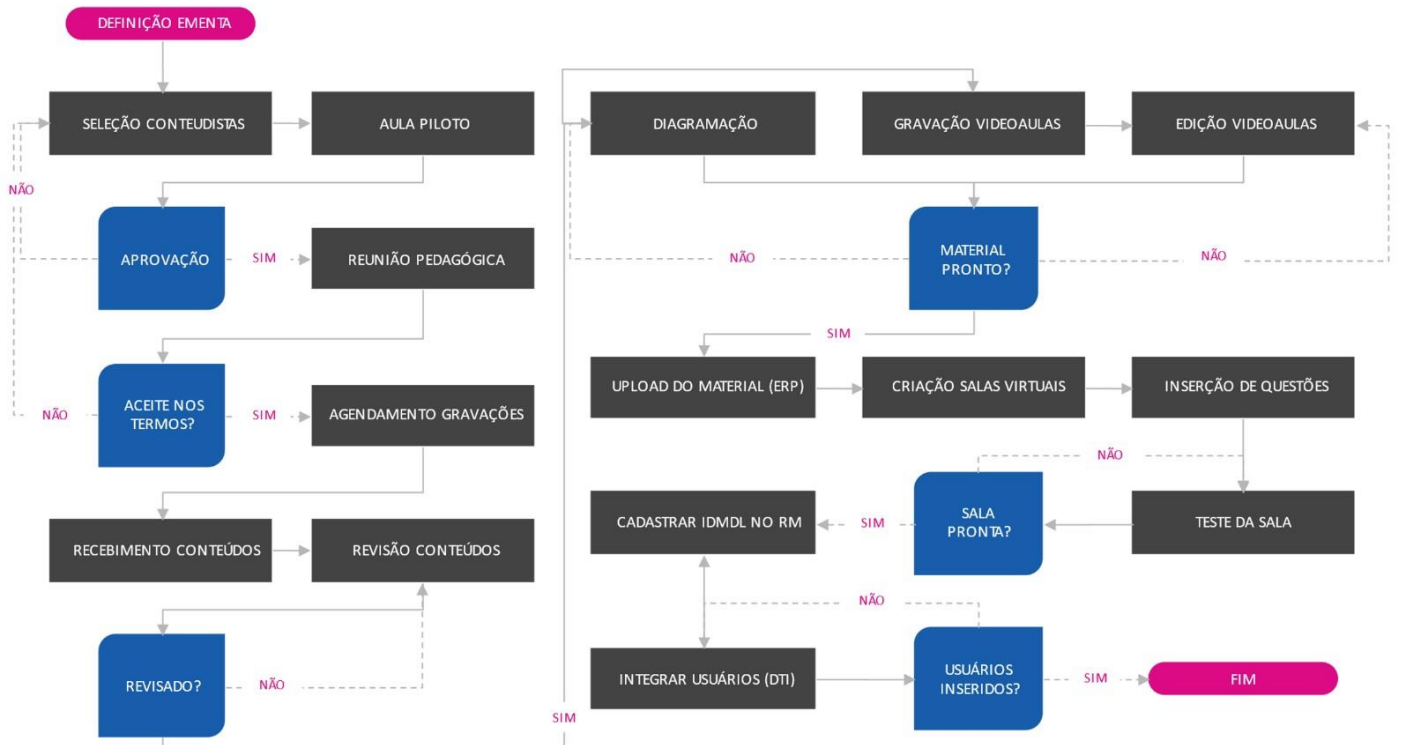 DEFINIÇÃO EMENTA
SELEÇÃO CONTEUDISTAS
AULA PILOTO
NÃO
APROVAÇÃO
SIM
REUNIÃO PEDAGÓGICA
NÃO
ACEITE NOS
TERMOS?
SIM
AGENDAMENTO GRAVAÇÕES
RECEBIMENTO CONTEÚDOS
REVISÃO CONTEÚDOS
REVISADO?
NÃO
SIM
DIAGRAMAÇÃO
GRAVAÇÃO VIDEOAULAS
EDIÇÃO VIDEOAULAS
NÃO
MATERIAL
PRONTO?
NÃO
SIM
UPLOAD DO MATERIAL (ERP)
CRIAÇÃO SALAS VIRTUAIS
INSERÇÃO DE QUESTÕES
NÃO
CADASTRAR IDMDL NO RM
SIM
SALA
PRONTA?
TESTE DA SALA
NÃO
INTEGRAR USUÁRIOS (DTI)
USUÁRIOS
INSERIDOS?
SIM
FIM